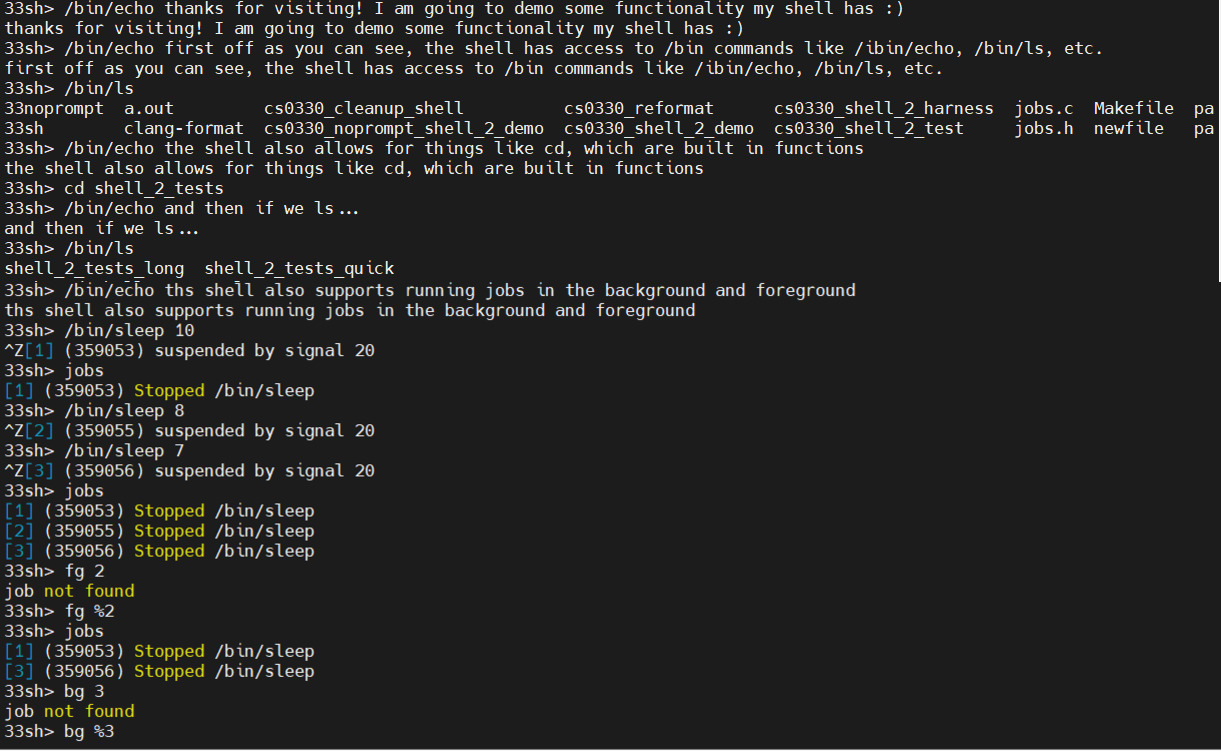 33sh> /bin/echo thanks for visiting! I am going to demo some functionality my shell has :)
thanks for visiting! I am going to demo some functionality my shell has :)
33sh> /bin/echo first off as you can see, the shell has access to /bin commands like /ibin/echo, /bin/ls, etc.
first off as you can see, the shell has access to /bin commands like /ibin/echo, /bin/ls, etc.
33sh> /bin/ls
33noprompt  a.out         cs0330_cleanup_shell          cs0330_reformat      cs0330_shell_2_harness  jobs.c  Makefile  pa
33sh        clang-format  cs0330_noprompt_shell_2_demo  cs0330_shell_2_demo  cs0330_shell_2_test     jobs.h  newfile   pa
33sh> /bin/echo the shell also allows for things like cd, which are built in functions
the shell also allows for things like cd, which are built in functions
33sh> cd shell_2_tests
33sh> /bin/echo and then if we ls...
and then if we ls...
33sh> /bin/ls
shell_2_tests_long  shell_2_tests_quick
33sh> /bin/echo ths shell also supports running jobs in the background and foreground
ths shell also supports running jobs in the background and foreground
33sh> /bin/sleep 10
^Z[1] (359053) suspended by signal 20
33sh> jobs
[1] (359053) Stopped /bin/sleep
33sh> /bin/sleep 8
^Z[2] (359055) suspended by signal 20
33sh> /bin/sleep 7
^Z[3] (359056) suspended by signal 20
33sh> jobs
[1] (359053) Stopped /bin/sleep
[2] (359055) Stopped /bin/sleep
[3] (359056) Stopped /bin/sleep
33sh> fg 2
job not found
33sh> fg %2
33sh> jobs
[1] (359053) Stopped /bin/sleep
[3] (359056) Stopped /bin/sleep
33sh> bg 3
job not found
33sh> bg %3